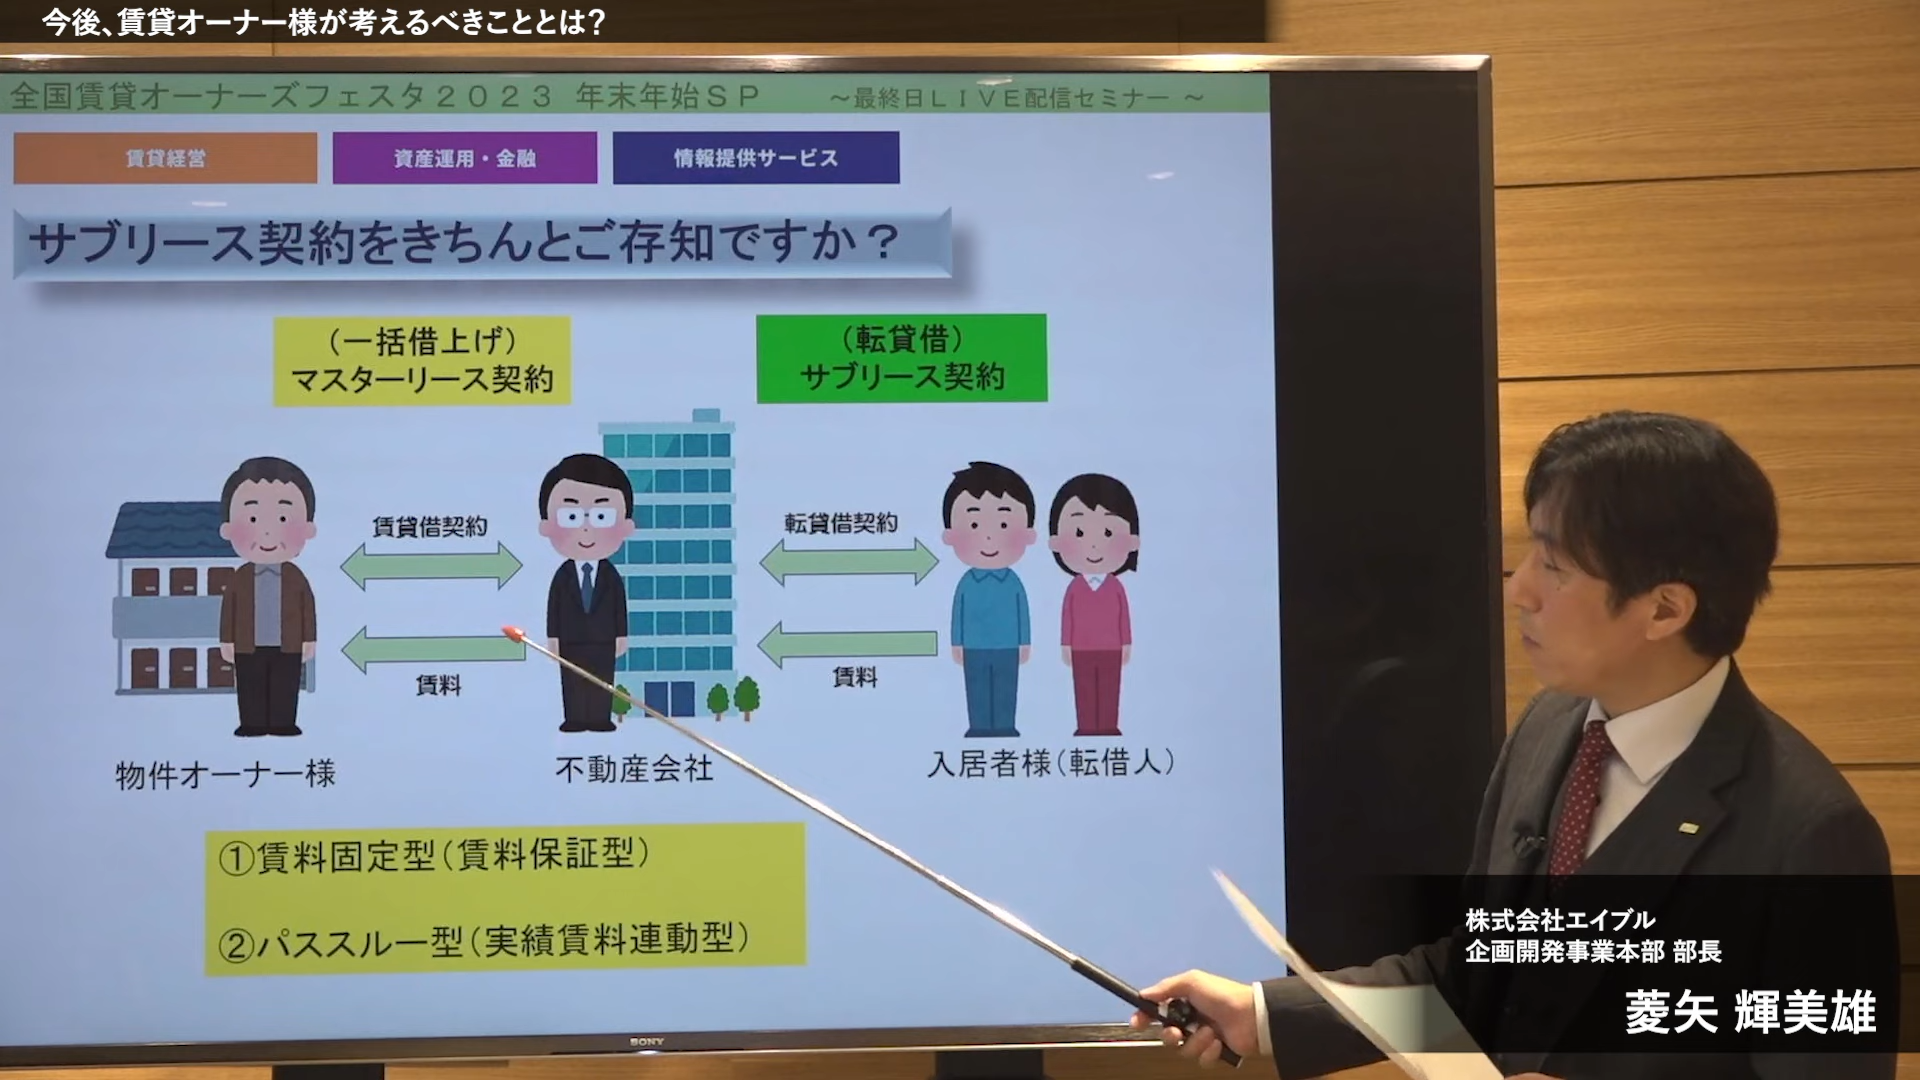 今後、賃貸オーナー様が考えるべきこととは？
全国賃貸オーナーズフェスタ２０２３ 年末年始ＳＰ ～最終日ＬＩＶＥ配信セミナー ～
賃貸経営
資産運用・金融
情報提供サービス
サブリース契約をきちんとご存知ですか？
（一括借上げ）
マスターリース契約
（転貸借）
サブリース契約
賃貸借契約
転貸借契約
賃料
賃料
物件オーナー様
不動産会社
入居者様（転借人）
①賃料固定型（賃料保証型）
②パススルー型（実績賃料連動型）
SONY
株式会社エイブル
企画開発事業本部 部長
菱矢 輝美雄